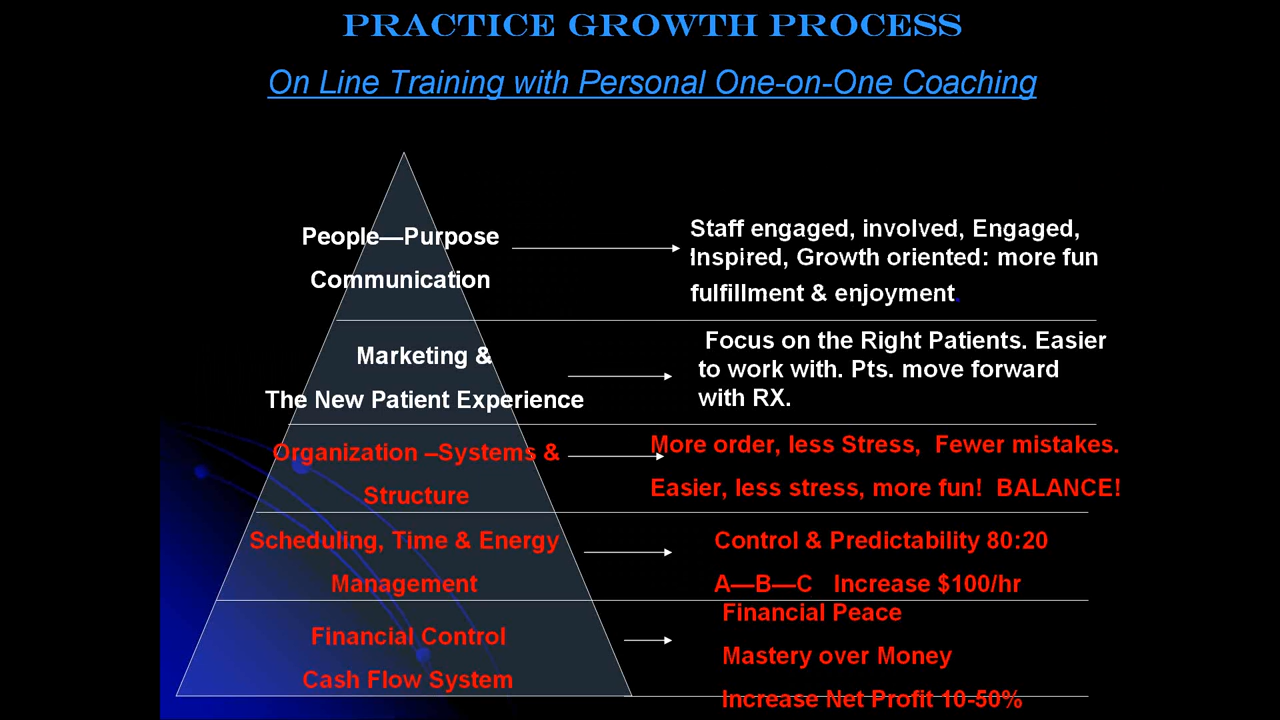 PRACTICE GROWTH PROCESS
On Line Training with Personal One-on-One Coaching
People—Purpose
Communication
Staff engaged, involved, Engaged,
Inspired, Growth oriented: more fun
fulfillment & enjoyment.
Marketing &
The New Patient Experience
Focus on the Right Patients. Easier
to work with. Pts. move forward
with RX.
Organization –Systems &
Structure
More order, less Stress, Fewer mistakes.
Easier, less stress, more fun! BALANCE!
Scheduling, Time & Energy
Management
Control & Predictability 80:20
A—B—C Increase $100/hr
Financial Control
Cash Flow System
Financial Peace
Mastery over Money
Increase Net Profit 10-50%